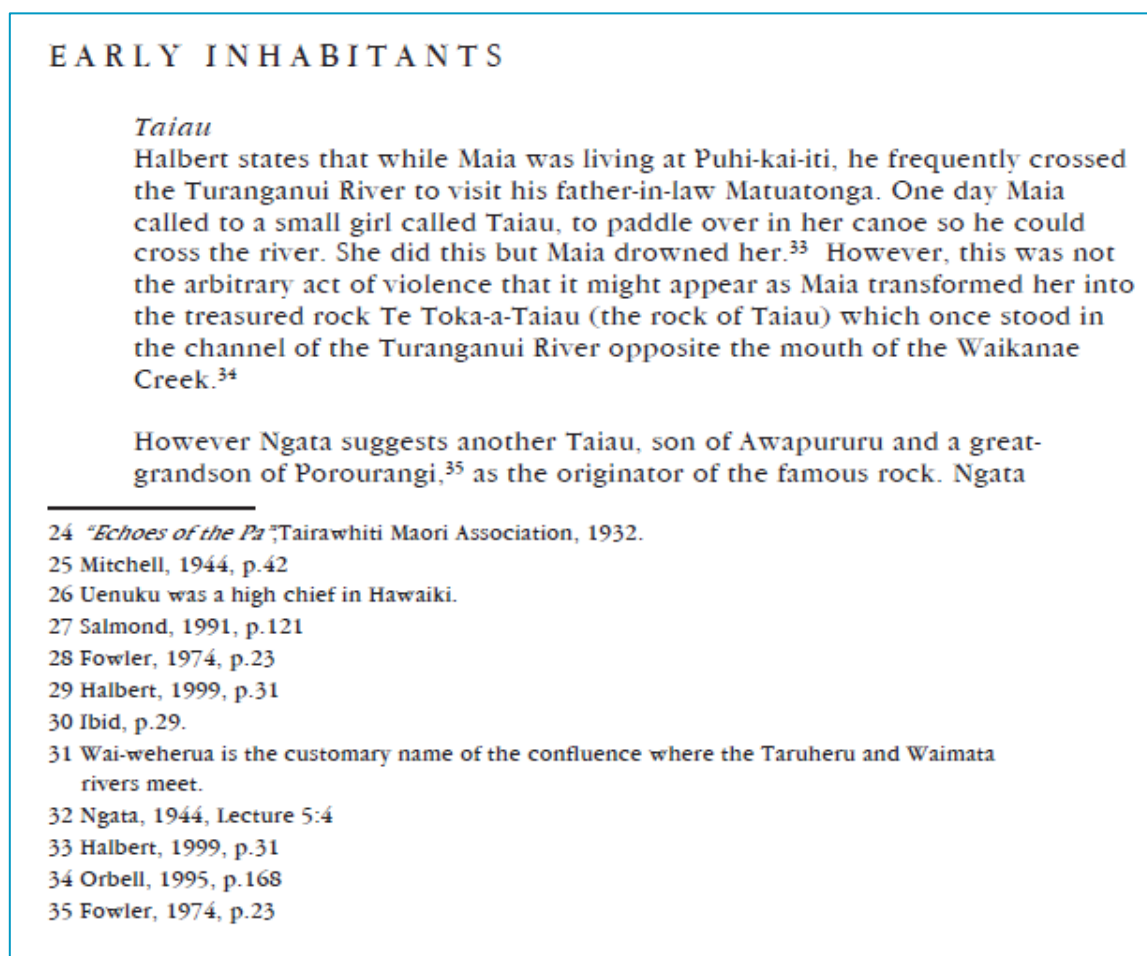 EARLY INHABITANTS
Taiau
Halbert states that while Maia was living at Puhi-kai-iti, he frequently crossed
the Turanganui River to visit his father-in-law Matuatonga. One day Maia
called to a small girl called Taiau, to paddle over in her canoe so he could
cross the river. She did this but Maia drowned her.33 However, this was not
the arbitrary act of violence that it might appear as Maia transformed her into
the treasured rock Te Toka-a-Taiau (the rock of Taiau) which once stood in
the channel of the Turanganui River opposite the mouth of the Waikanae
Creek.34
However Ngata suggests another Taiau, son of Awapururu and a great-
grandson of Porourangi,35 as the originator of the famous rock. Ngata
24 "Echoes of the Pa",Tairawhiti Maori Association, 1932.
25 Mitchell, 1944, p.42
26 Uenuku was a high chief in Hawaiki.
27 Salmond, 1991, p.121
28 Fowler, 1974, p.23
29 Halbert, 1999, p.31
30 Ibid, p.29.
31 Wai-weherua is the customary name of the confluence where the Taruheru and Waimata
rivers meet.
32 Ngata, 1944, Lecture 5:4
33 Halbert, 1999, p.31
34 Orbell, 1995, p.168
35 Fowler, 1974, p.23